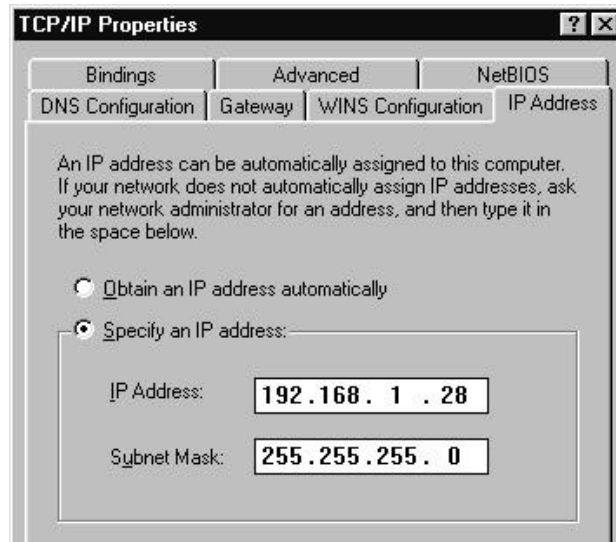 TCP/IP Properties
Bindings Advanced NetBIOS
DNS Configuration Gateway WINS Configuration IP Address
An IP address can be automatically assigned to this computer.
If your network does not automatically assign IP addresses, ask
your network administrator for an address, and then type it in
the space below.
Obtain an IP address automatically
Specify an IP address:
IP Address: 192.168. 1 .28
Subnet Mask: 255.255.255. 0